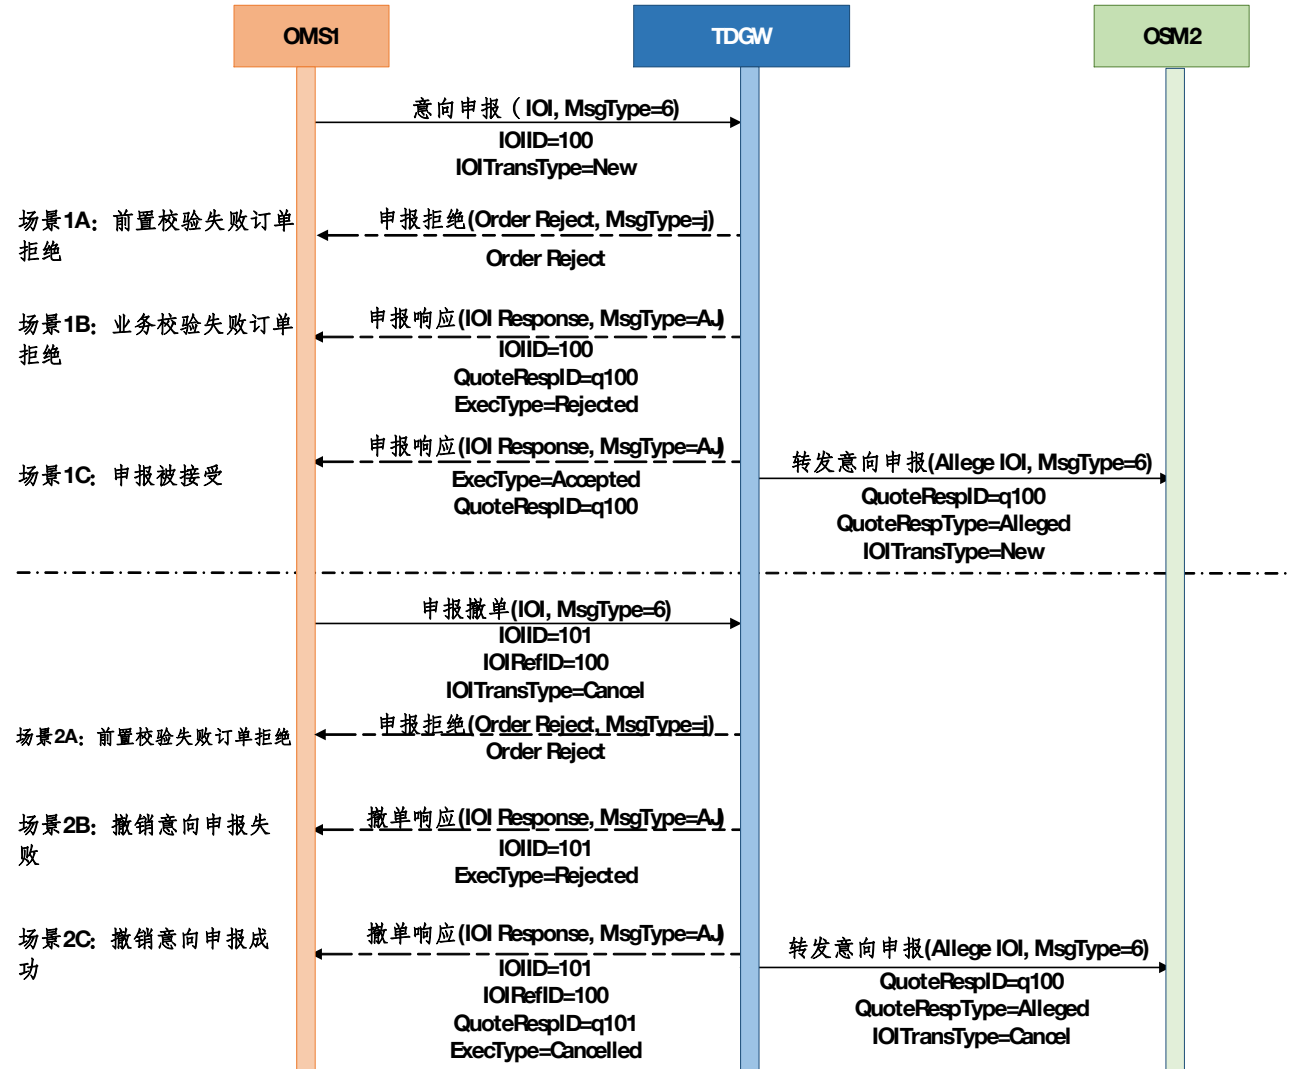 OMS1
TDGW
OSM2
意向申报（IOI, MsgType=6)
IOIID=100
IOITransType=New
场景1A：前置校验失败订单
拒绝
申报拒绝(Order Reject, MsgType=j)
Order Reject
场景1B：业务校验失败订单
拒绝
申报响应(IOI Response, MsgType=AJ)
IOIID=100
QuoteRespID=q100
ExecType=Rejected
场景1C：申报被接受
申报响应(IOI Response, MsgType=AJ)
ExecType=Accepted
QuoteRespID=q100
转发意向申报(Allege IOI, MsgType=6)
QuoteRespID=q100
QuoteRespType=Alleged
IOITransType=New
申报撤单(IOI, MsgType=6)
IOIID=101
IOIRefID=100
IOITransType=Cancel
场景2A：前置校验失败订单拒绝
申报拒绝(Order Reject, MsgType=j)
Order Reject
场景2B：撤销意向申报失
败
撤单响应(IOI Response, MsgType=AJ)
IOIID=101
ExecType=Rejected
场景2C：撤销意向申报成
功
撤单响应(IOI Response, MsgType=AJ)
IOIID=101
IOIRefID=100
QuoteRespID=q101
ExecType=Cancelled
转发意向申报(Allege IOI, MsgType=6)
QuoteRespID=q100
QuoteRespType=Alleged
IOITransType=Cancel